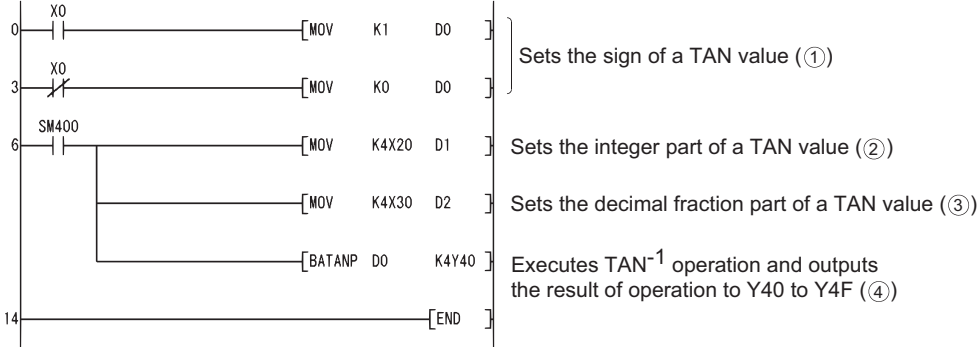 X0
0 [MOV K1 D0 ]
Sets the sign of a TAN value (①)
X0
3 [MOV K0 D0 ]
SM400
6 [MOV K4X20 D1 ] Sets the integer part of a TAN value (②)
[MOV K4X30 D2 ] Sets the decimal fraction part of a TAN value (③)
[BATANP D0 K4Y40 ] Executes TAN-1 operation and outputs
the result of operation to Y40 to Y4F (④)
14 [END ]